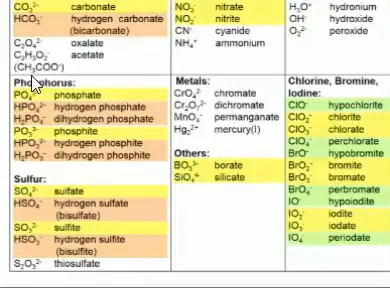 CO₃²⁻ carbonate
HCO₃⁻ hydrogen carbonate
(bicarbonate)
C₂O₄²⁻ oxalate
C₂H₃O₂⁻ acetate
(CH₃COO⁻)
NO₃⁻ nitrate
NO₂⁻ nitrite
CN⁻ cyanide
NH₄⁺ ammonium
H₃O⁺ hydronium
OH⁻ hydroxide
O₂²⁻ peroxide
Phosphorus:
PO₄³⁻ phosphate
HPO₄²⁻ hydrogen phosphate
H₂PO₄⁻ dihydrogen phosphate
PO₃³⁻ phosphite
HPO₃²⁻ hydrogen phosphite
H₂PO₃⁻ dihydrogen phosphite
Sulfur:
SO₄²⁻ sulfate
HSO₄⁻ hydrogen sulfate
(bisulfate)
SO₃²⁻ sulfite
HSO₃⁻ hydrogen sulfite
(bisulfite)
S₂O₃²⁻ thiosulfate
Metals:
CrO₄²⁻ chromate
Cr₂O₇²⁻ dichromate
MnO₄⁻ permanganate
Hg₂²⁺ mercury(I)
Others:
BO₃³⁻ borate
SiO₄⁴⁻ silicate
Chlorine, Bromine,
Iodine:
ClO⁻ hypochlorite
ClO₂⁻ chlorite
ClO₃⁻ chlorate
ClO₄⁻ perchlorate
BrO⁻ hypobromite
BrO₂⁻ bromite
BrO₃⁻ bromate
BrO₄⁻ perbromate
IO⁻ hypoiodite
IO₂⁻ iodite
IO₃⁻ iodate
IO₄⁻ periodate